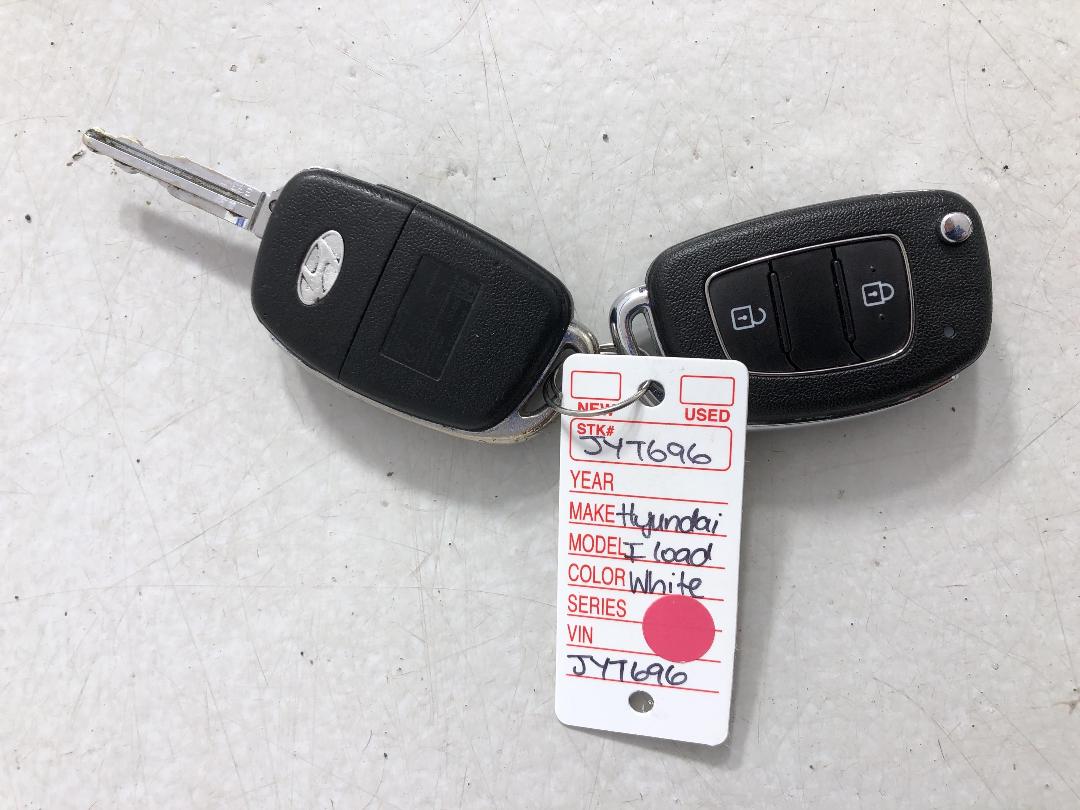 NEW USED
STK#
JYT696
YEAR
MAKE Hyundai
MODEL I load
COLOR White
SERIES
VIN
JYT696